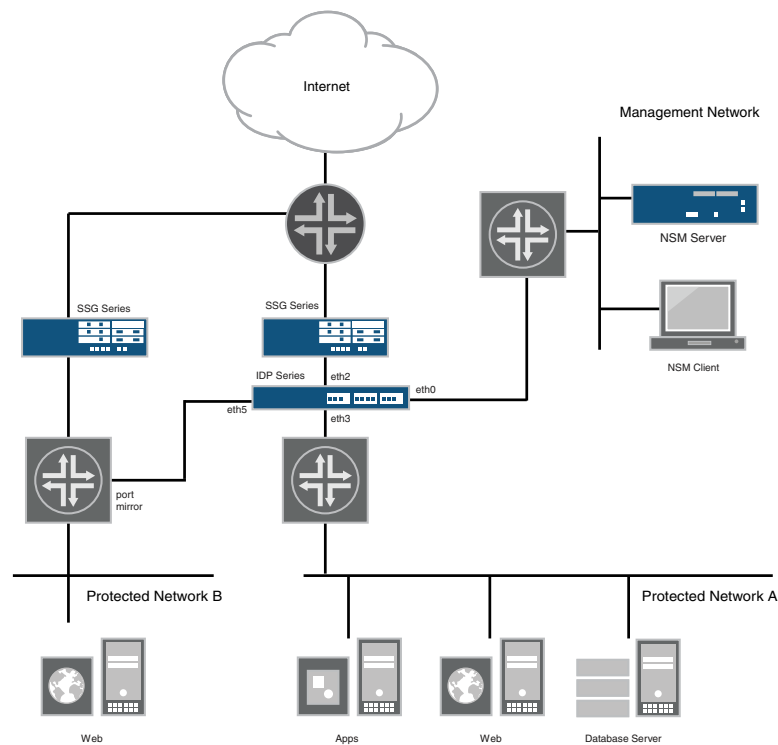 Internet
Management Network
NSM Server
SSG Series
SSG Series
NSM Client
IDP Series
eth2
eth0
eth5
eth3
port
mirror
Protected Network B
Protected Network A
Web
Apps
Web
Database Server